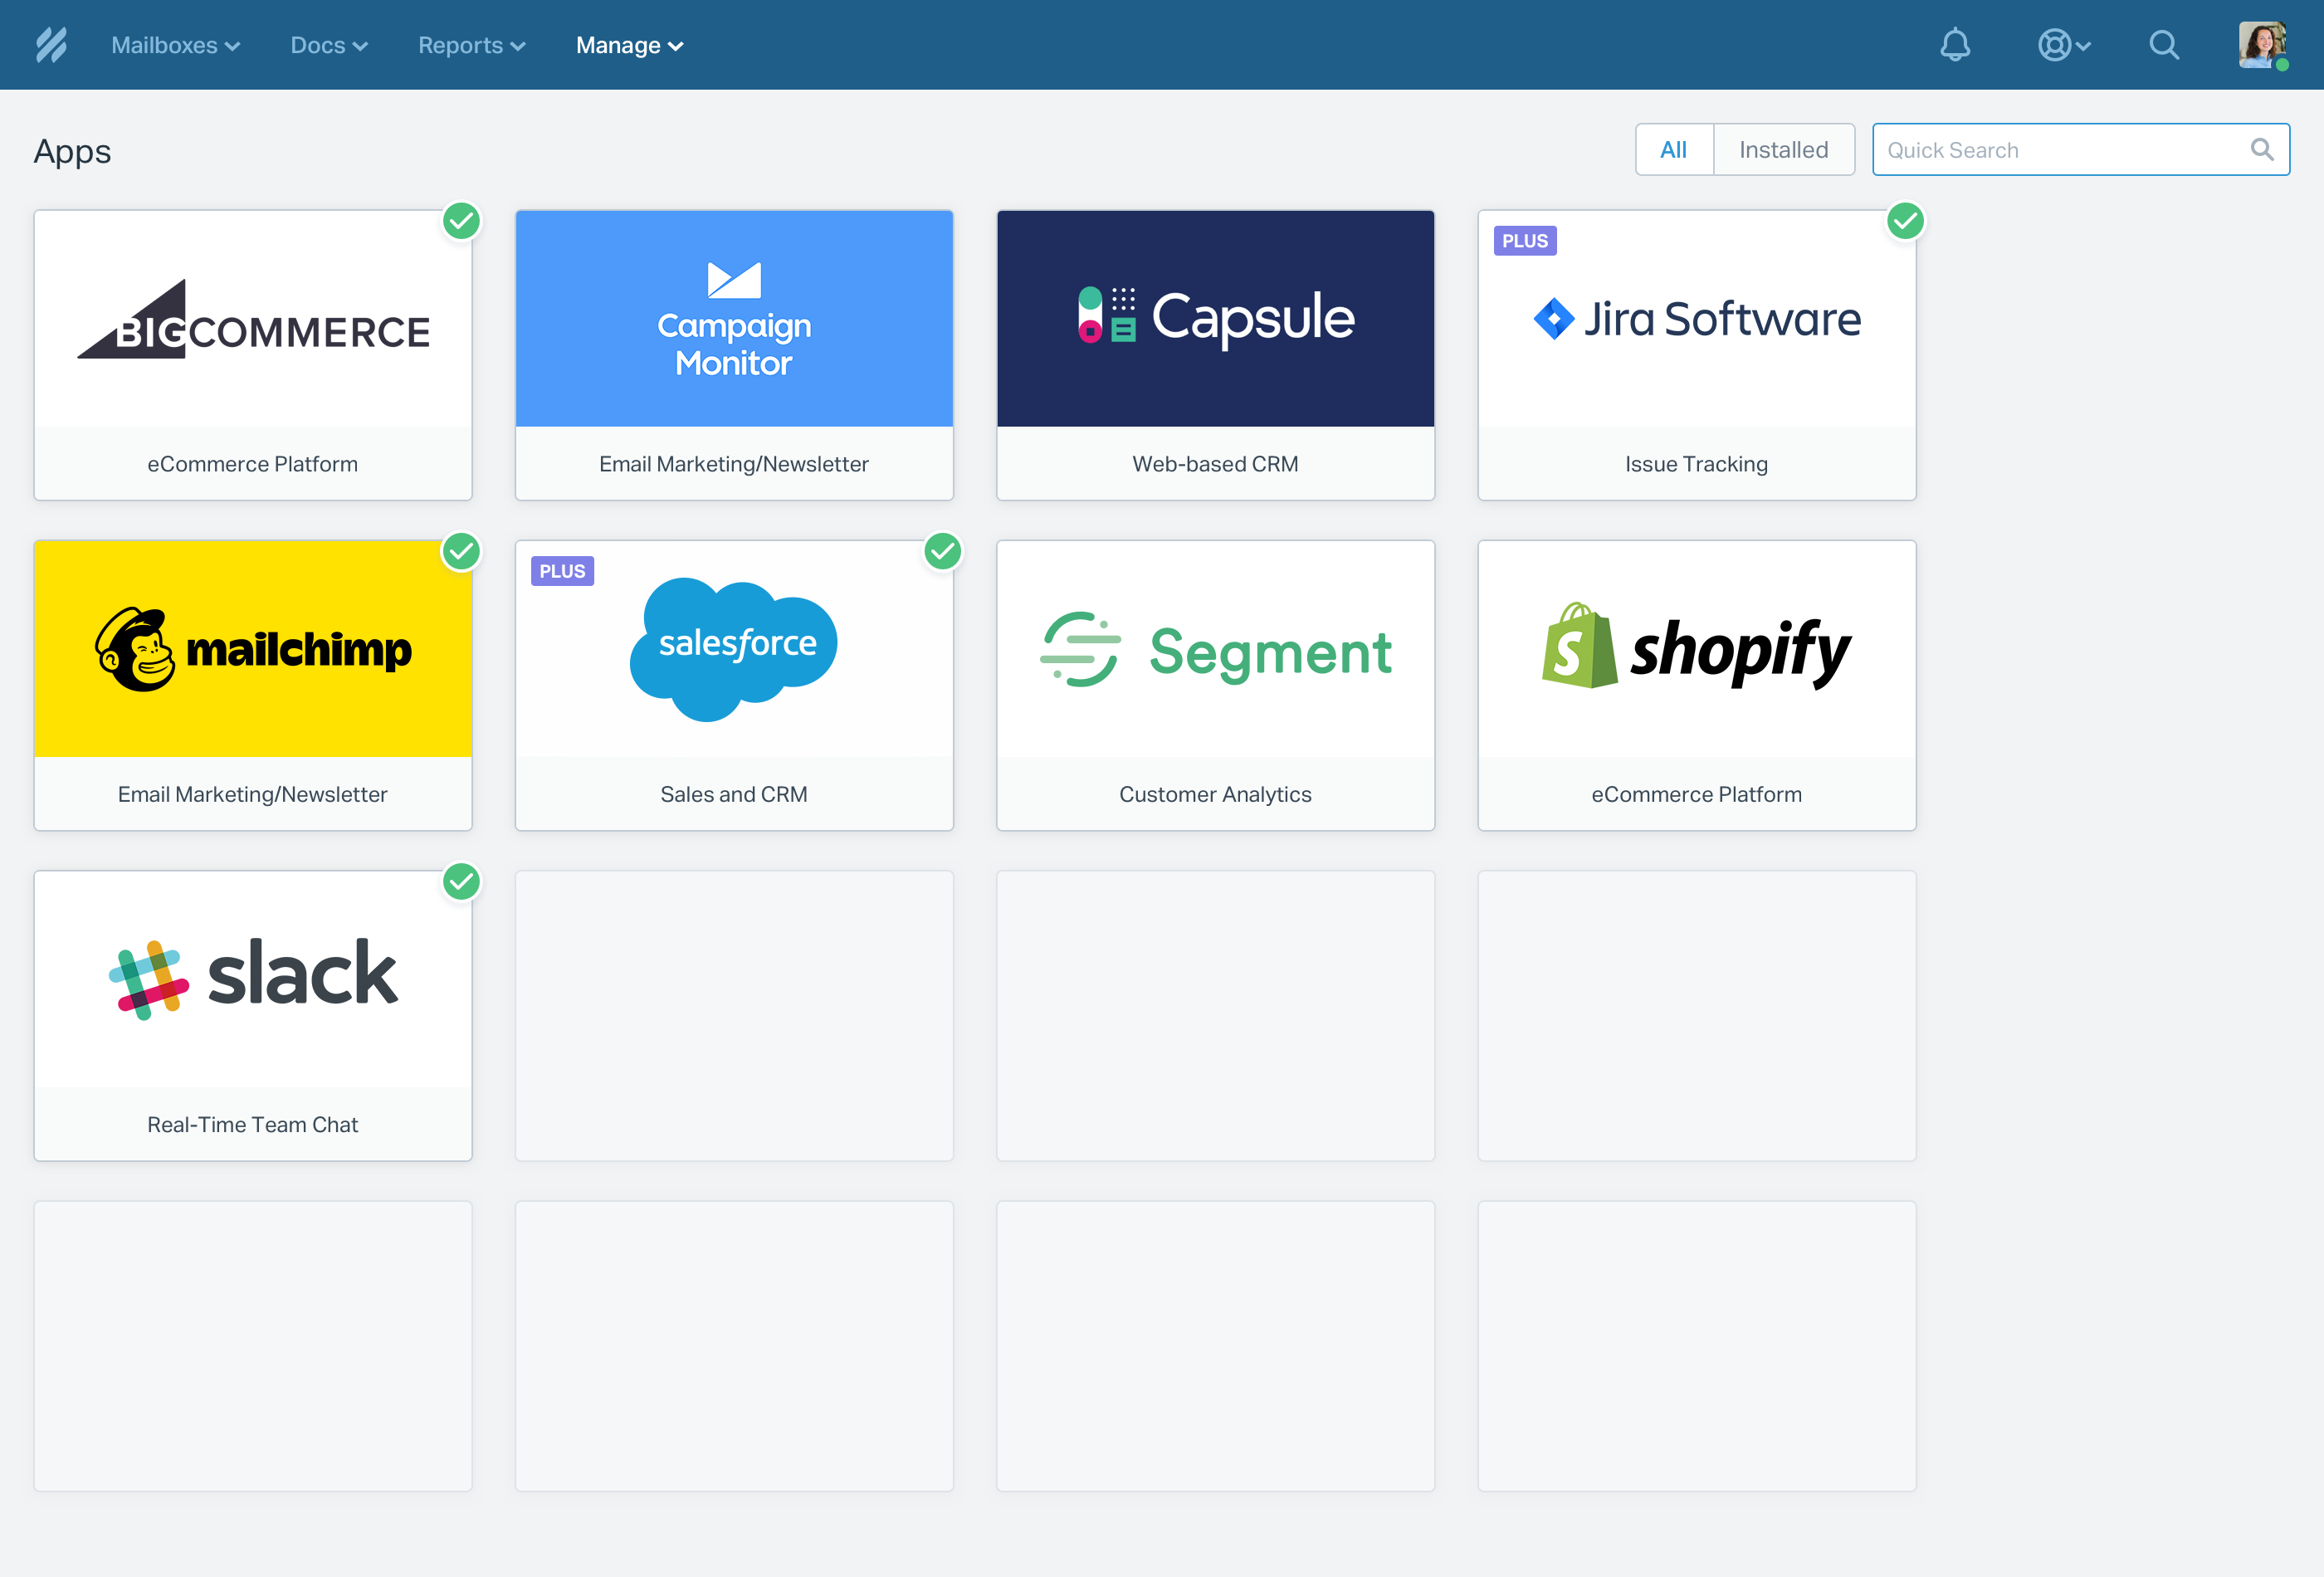 Mailboxes Docs Reports Manage
Apps
All Installed Quick Search
BIGCOMMERCE
eCommerce Platform
Campaign
Monitor
Email Marketing/Newsletter
Capsule
Web-based CRM
PLUS
Jira Software
Issue Tracking
mailchimp
Email Marketing/Newsletter
PLUS
salesforce
Sales and CRM
Segment
Customer Analytics
S shopify
eCommerce Platform
slack
Real-Time Team Chat